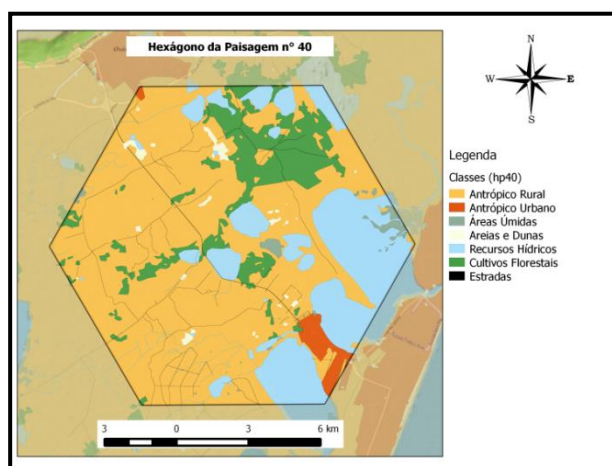 Hexágono da Paisagem n° 40
N
W
E
S
Legenda
Classes (hp40)
Antrópico Rural
Antrópico Urbano
Áreas Úmidas
Areias e Dunas
Recursos Hídricos
Cultivos Florestais
Estradas
3 0 3 6 km